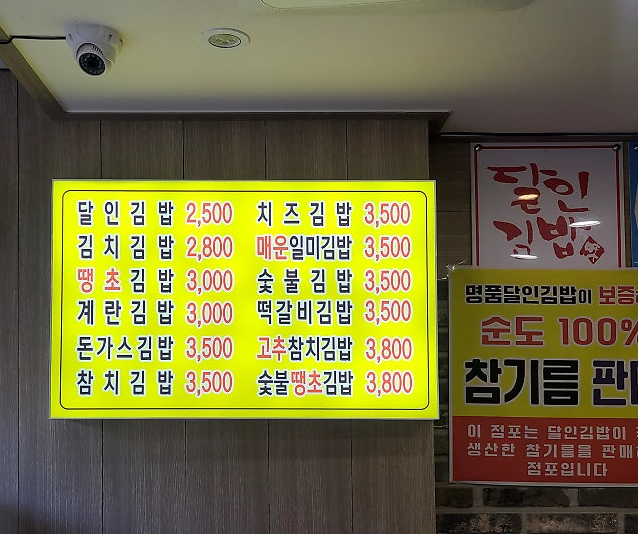 달인김밥 2,500 치즈김밥 3,500
김치김밥 2,800 매운일미김밥 3,500
땡초김밥 3,000 숯불김밥 3,500
계란김밥 3,000 떡갈비김밥 3,500
돈가스김밥 3,500 고추참치김밥 3,800
참치김밥 3,500 숯불땡초김밥 3,800
달인
김밥
명품달인김밥이
순도 100%
참기름
이 점포는 달인김밥이
생산한 참기름을
점포입니다